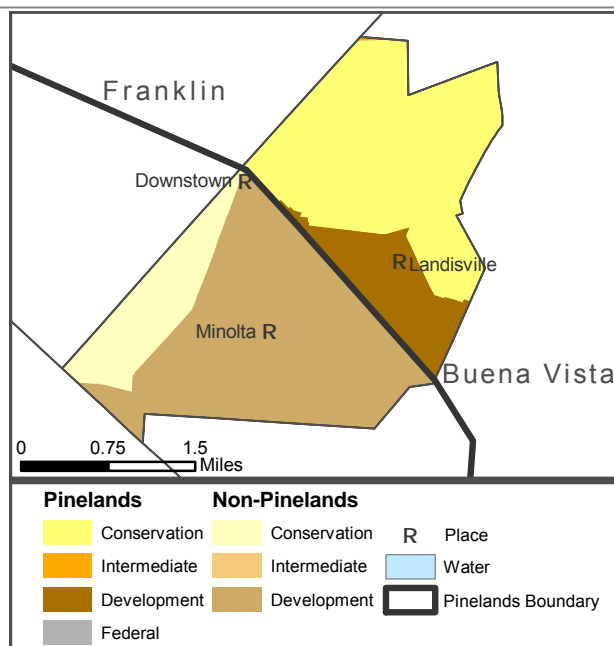 Franklin
Downstown R
R Landisville
Minolta R
Buena Vista
0 0.75 1.5
Miles
Pinelands Non-Pinelands
Conservation Conservation R Place
Intermediate Intermediate Water
Development Development Pinelands Boundary
Federal